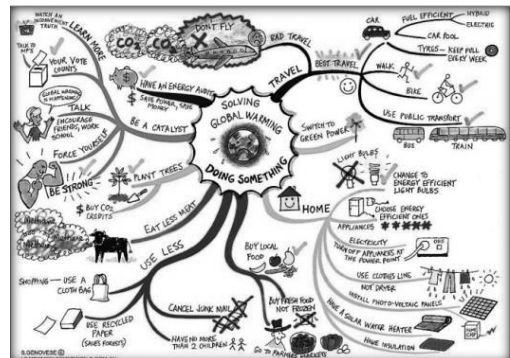 WATCH AN
INCONVENIENT
TRUTH
LEARN MORE
TALK TO
MP'S
YOUR VOTE
COUNTS
GLOBAL WARMING
IS HAPPENING
TALK
ENCOURAGE
FRIENDS, WORK
SCHOOL
FORCE YOURSELF
BE STRONG
BE A CATALYST
HAVE AN ENERGY AUDIT
$ SAVE POWER, SAVE
MONEY
CO2
CO2
DON'T FLY
BAD TRAVEL
TRAVEL
BEST TRAVEL
CAR
FUEL EFFICIENT
HYBRID
ELECTRIC
CAR POOL
TYRES - KEEP FULL
EVERY WEEK
WALK
BIKE
USE PUBLIC TRANSPORT
BUS
TRAIN
SOLVING
GLOBAL WARMING
DOING SOMETHING
SWITCH TO
GREEN POWER
LIGHT BULBS
CHANGE TO
ENERGY EFFICIENT
LIGHT BULBS
HOME
APPLIANCES
CHOOSE ENERGY
EFFICIENT ONES
ELECTRICITY
TURN OFF APPLIANCES AT
THE POWER POINT
USE CLOTHES LINE
NOT DRYER
INSTALL PHOTO-VOLTAIC PANELS
HAVE A SOLAR WATER HEATER
HAVE INSULATION
PLANT TREES
$ BUY CO2
CREDITS
EAT LESS MEAT
Methane
USE LESS
SHOPPING - USE A
CLOTH BAG
USE RECYCLED
PAPER
(SAVES FORESTS)
CANCEL JUNK MAIL
HAVE NO MORE
THAN 2 CHILDREN
BUY LOCAL
FOOD
BUY FRESH FOOD
NOT FROZEN
GO TO FARMERS MARKETS
S.GENOVESE ©